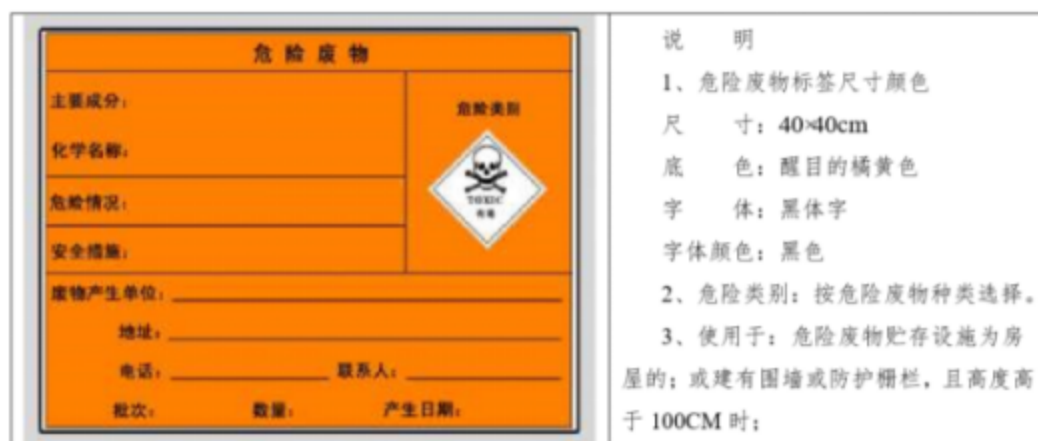 危险废物
主要成分：
化学名称：
危险类别
TOXIC
有毒
危险情况：
安全措施：
废物产生单位：
地址：
电话： 联系人：
批次： 数量： 产生日期：
说 明
1、危险废物标签尺寸颜色
尺 寸：40×40cm
底 色：醒目的橘黄色
字 体：黑体字
字体颜色：黑色
2、危险类别：按危险废物种类选择。
3、使用于：危险废物贮存设施为房
屋的；或建有围墙或防护栅栏，且高度高
于 100CM 时；